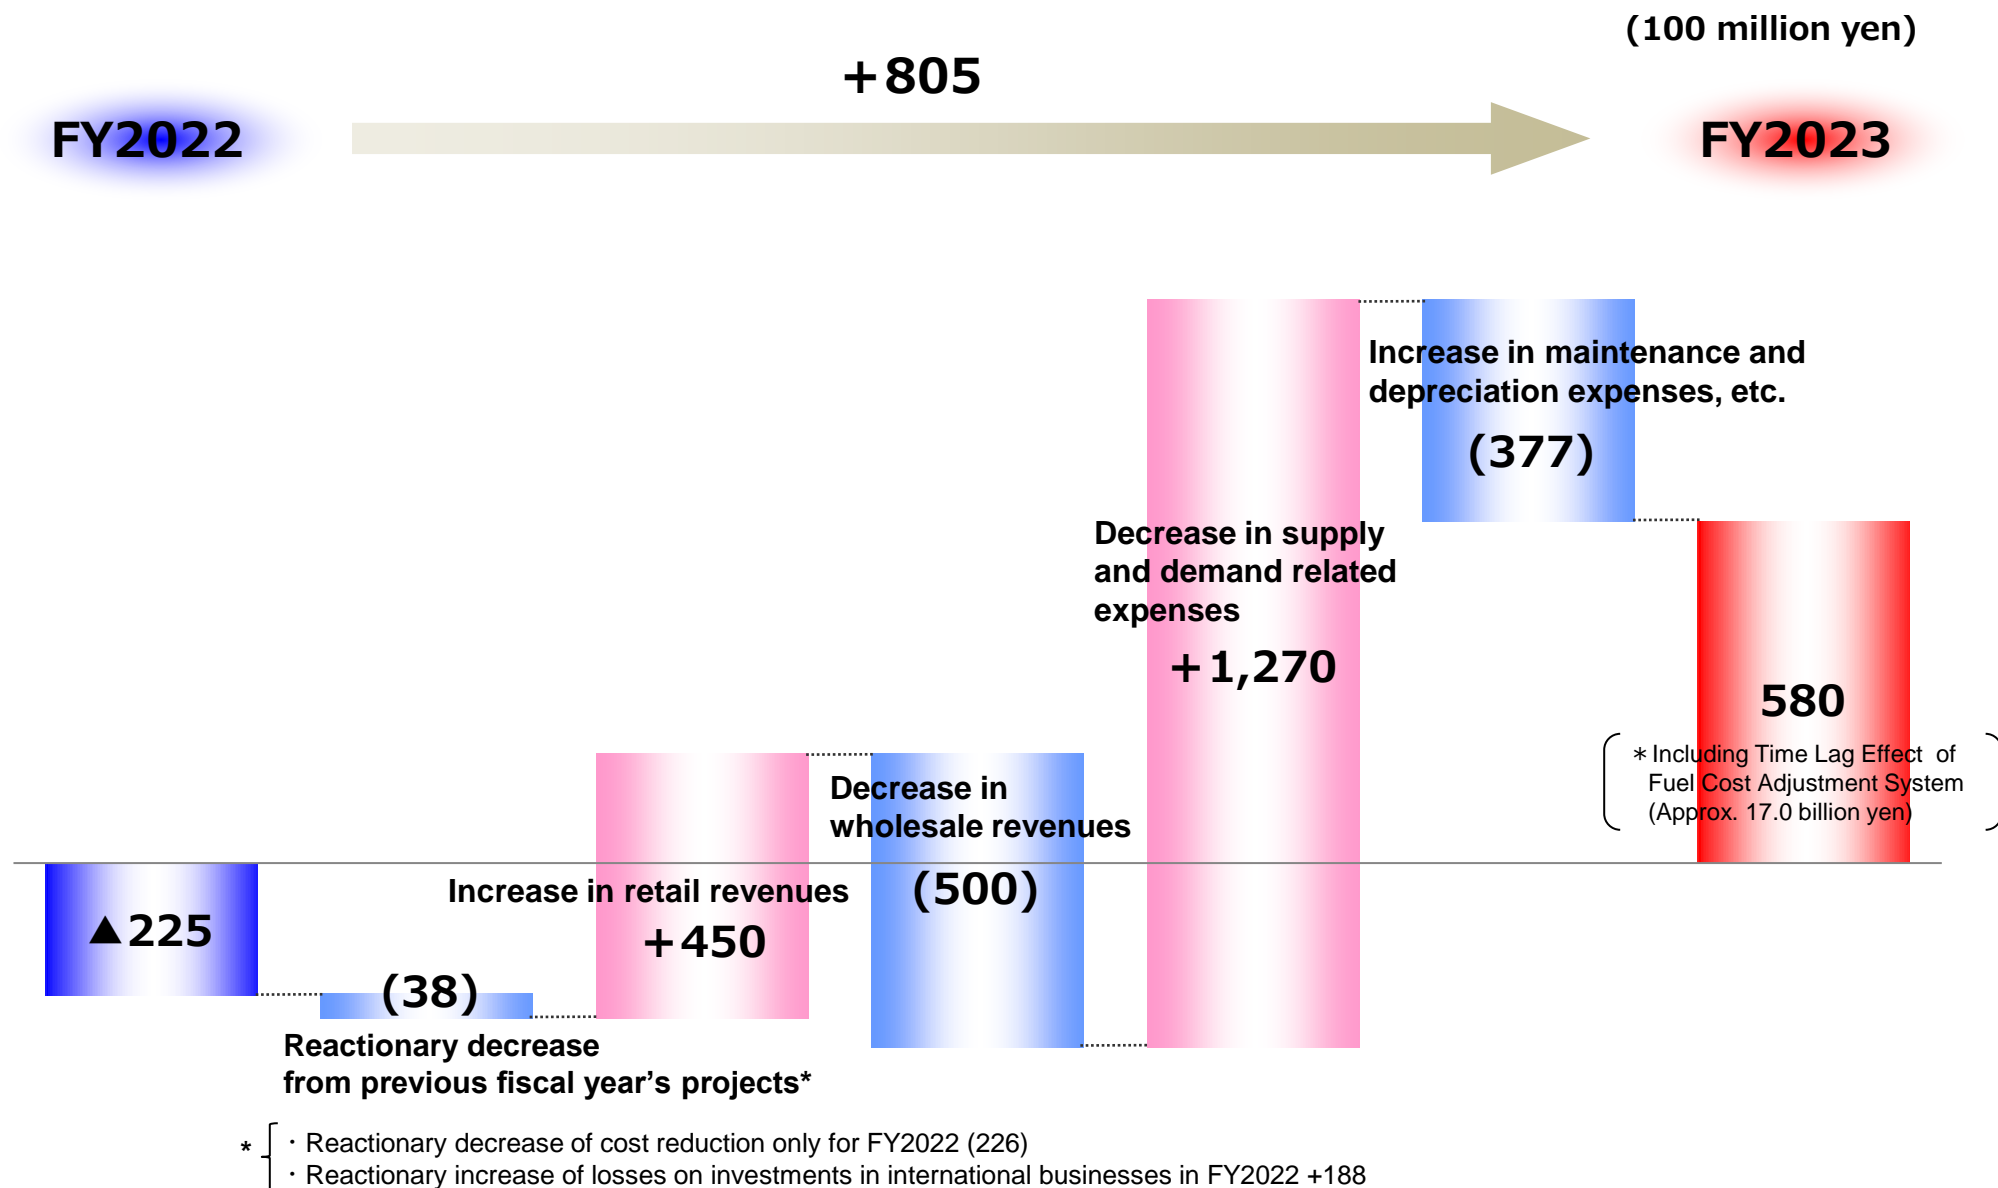 (100 million yen)
+805
FY2022
FY2023
Increase in maintenance and
depreciation expenses, etc.
(377)
Decrease in supply
and demand related
expenses
+1,270
580
*Including Time Lag Effect of
Fuel Cost Adjustment System
(Approx. 17.0 billion yen)
Decrease in
wholesale revenues
(500)
Increase in retail revenues
+450
▲225
(38)
Reactionary decrease
from previous fiscal year’s projects*
* ・Reactionary decrease of cost reduction only for FY2022 (226)
・Reactionary increase of losses on investments in international businesses in FY2022 +188